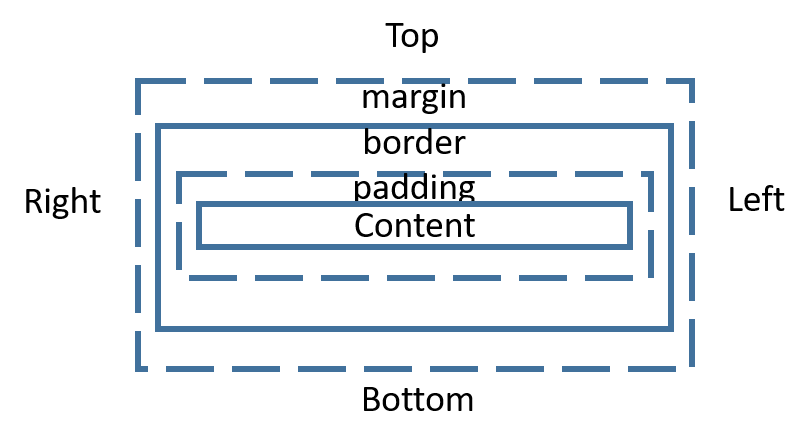 Top
margin
border
padding
Right
Left
Content
Bottom